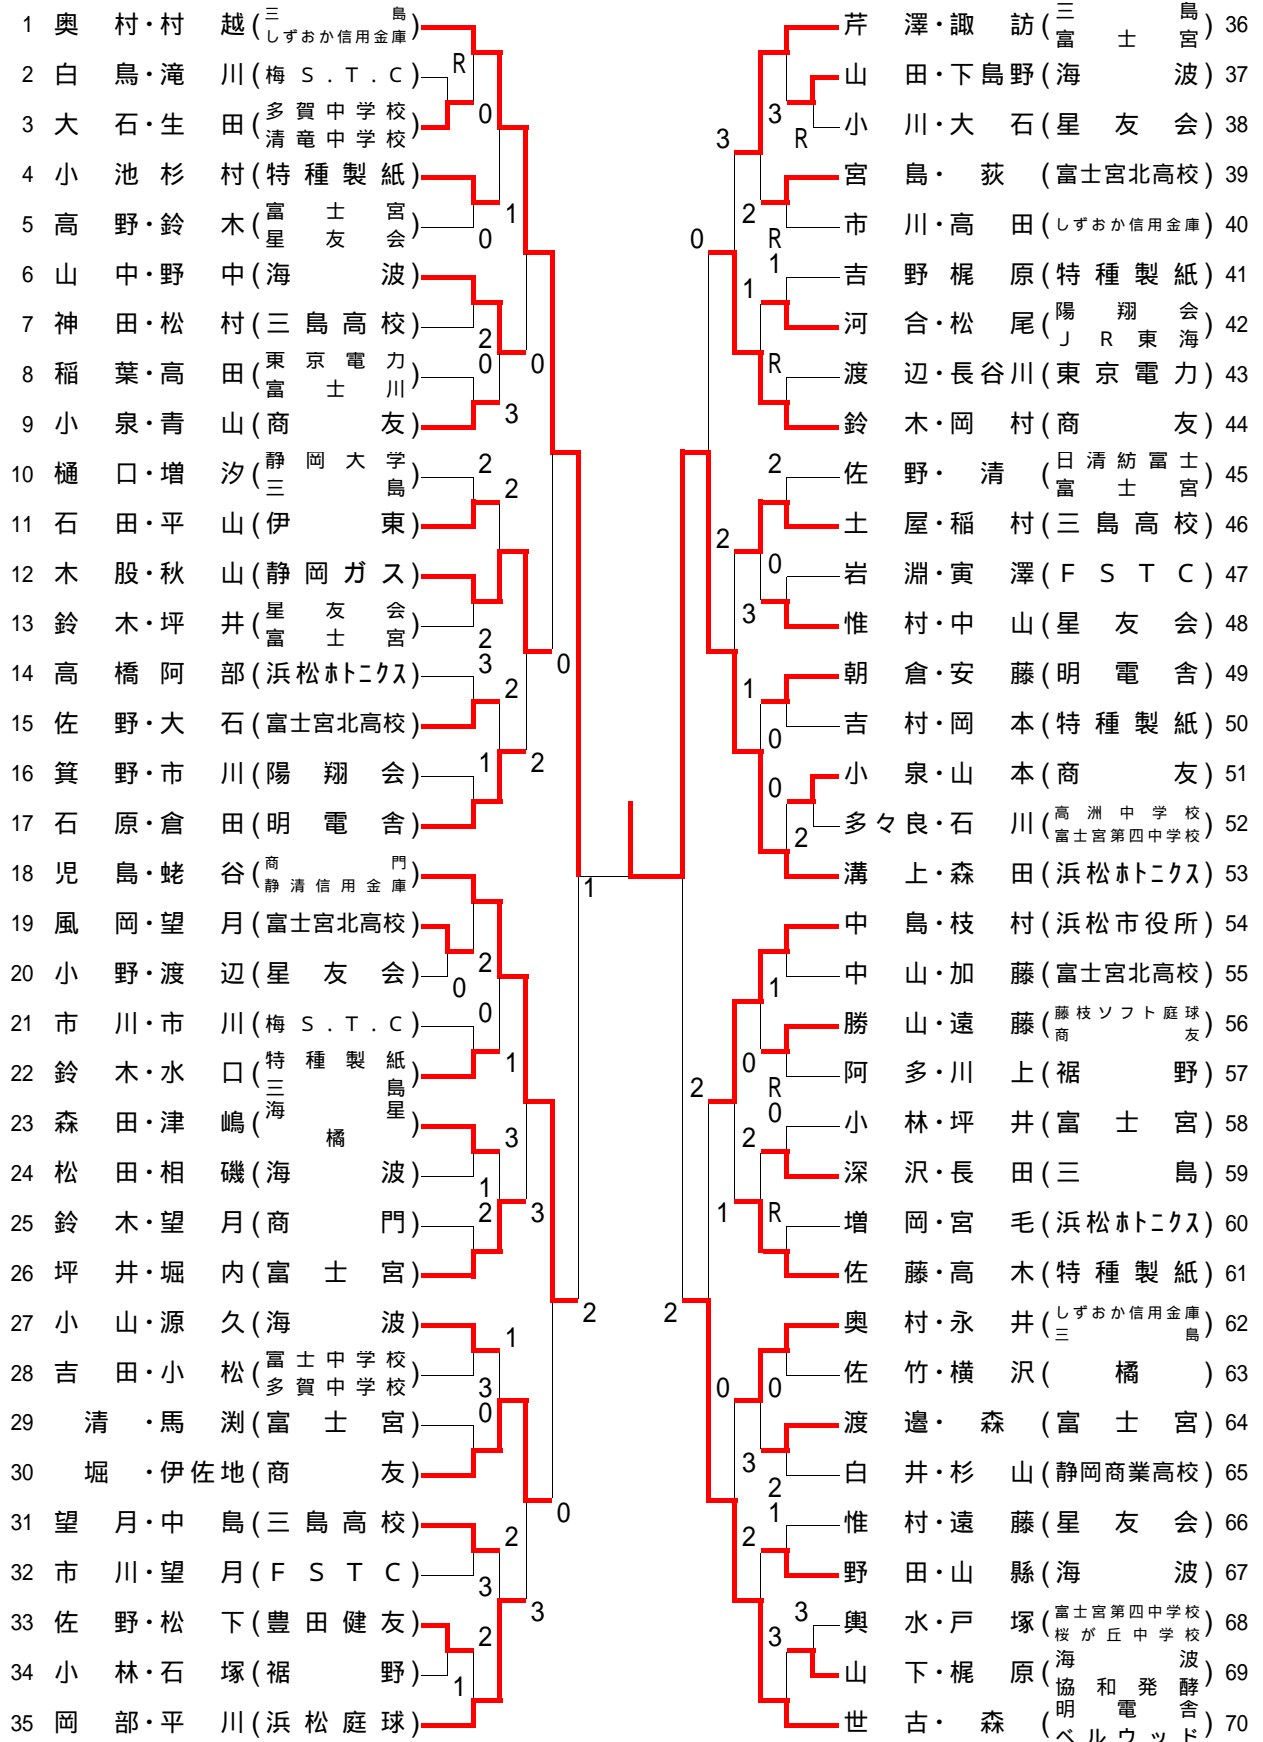 1 奥村・村越(三島 しずおか信用金庫)
2 白鳥・滝川(梅S.T.C)
3 大石・生田(多賀中学校 清竜中学校)
4 小池杉村(特種製紙)
5 高野・鈴木(富士宮 星友会)
6 山中・野中(海波)
7 神田・松村(三島高校)
8 稲葉・高田(東京電力 富士川)
9 小泉・青山(商友)
10 樋口・増汐(静岡大学 三島)
11 石田・平山(伊東)
12 木股・秋山(静岡ガス)
13 鈴木・坪井(星友会 富士宮)
14 高橋阿部(浜松ホトニクス)
15 佐野・大石(富士宮北高校)
16 箕野・市川(陽翔会)
17 石原・倉田(明電舎)
18 児島・蛯谷(商門 静清信用金庫)
19 風岡・望月(富士宮北高校)
20 小野・渡辺(星友会)
21 市川・市川(梅S.T.C)
22 鈴木・水口(特種製紙 三島)
23 森田・津嶋(海星 橘)
24 松田・相磯(海波)
25 鈴木・望月(商門)
26 坪井・堀内(富士宮)
27 小山・源久(海波)
28 吉田・小松(富士中学校 多賀中学校)
29 清・馬渕(富士宮)
30 堀・伊佐地(商友)
31 望月・中島(三島高校)
32 市川・望月(FSTC)
33 佐野・松下(豊田健友)
34 小林・石塚(裾野)
35 岡部・平川(浜松庭球)
R
0
1
0
2
0
0
3
2
2
2
3
2
0
1
2
2
0
0
1
3
1
2
3
1
3
0
0
2
3
2
3
1
1
2
芹澤・諏訪(三島 富士宮) 36
山田・下島野(海波) 37
小川・大石(星友会) 38
宮島・荻(富士宮北高校) 39
市川・高田(しずおか信用金庫) 40
吉野梶原(特種製紙) 41
河合・松尾(陽翔会 JR東海) 42
渡辺・長谷川(東京電力) 43
鈴木・岡村(商友) 44
佐野・清(日清紡富士 富士宮) 45
土屋・稲村(三島高校) 46
岩淵・寅澤(FSTC) 47
惟村・中山(星友会) 48
朝倉・安藤(明電舎) 49
吉村・岡本(特種製紙) 50
小泉・山本(商友) 51
多々良・石川(高洲中学校 富士宮第四中学校) 52
溝上・森田(浜松ホトニクス) 53
中島・枝村(浜松市役所) 54
中山・加藤(富士宮北高校) 55
勝山・遠藤(藤枝ソフト庭球 商友) 56
阿多・川上(裾野) 57
小林・坪井(富士宮) 58
深沢・長田(三島) 59
増岡・宮毛(浜松ホトニクス) 60
佐藤・高木(特種製紙) 61
奥村・永井(しずおか信用金庫 三島) 62
佐竹・横沢(橘) 63
渡邉・森(富士宮) 64
白井・杉山(静岡商業高校) 65
惟村・遠藤(星友会) 66
野田・山縣(海波) 67
輿水・戸塚(富士宮第四中学校 桜が丘中学校) 68
山下・梶原(海波 協和発酵) 69
世古・森(明電舎 ベルウッド) 70
3
R
3
2
R
0
1
1
R
2
2
0
3
1
0
0
2
1
0
R
2
0
2
1
R
2
0
0
3
2
1
2
3
3